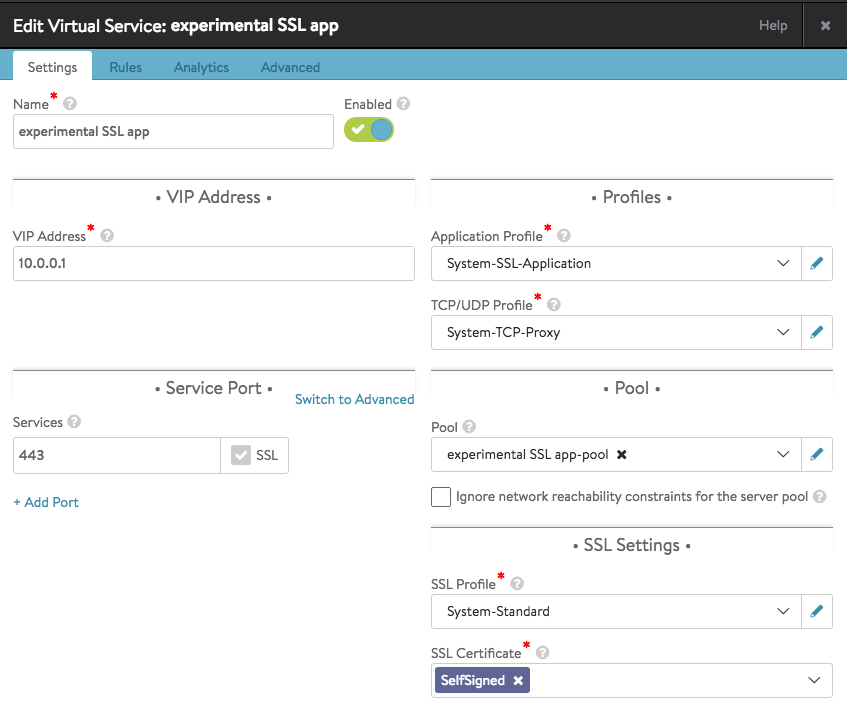 Edit Virtual Service: experimental SSL app
Help
Settings Rules Analytics Advanced
Name* ?
Enabled ?
experimental SSL app
• VIP Address •
VIP Address* ?
10.0.0.1
• Profiles •
Application Profile* ?
System-SSL-Application
TCP/UDP Profile* ?
System-TCP-Proxy
• Service Port •
Switch to Advanced
Services ?
443
SSL
+ Add Port
• Pool •
Pool ?
experimental SSL app-pool
Ignore network reachability constraints for the server pool ?
• SSL Settings •
SSL Profile* ?
System-Standard
SSL Certificate* ?
SelfSigned